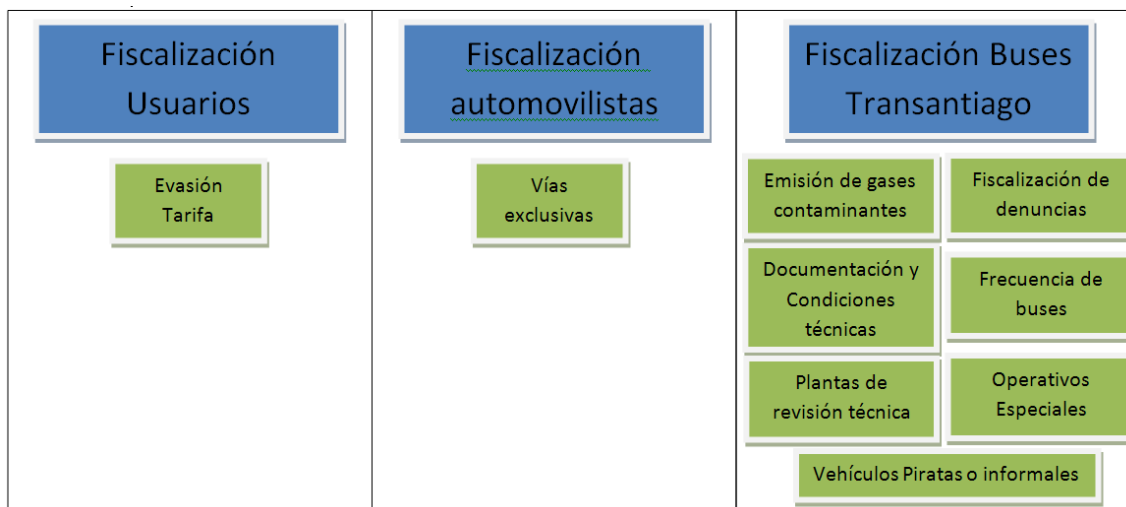 Fiscalización
Usuarios
Evasión
Tarifa
Fiscalización
automovilistas
Vías
exclusivas
Fiscalización Buses
Transantiago
Emisión de gases
contaminantes
Fiscalización de
denuncias
Documentación y
Condiciones
técnicas
Frecuencia de
buses
Plantas de
revisión técnica
Operativos
Especiales
Vehículos Piratas o informales